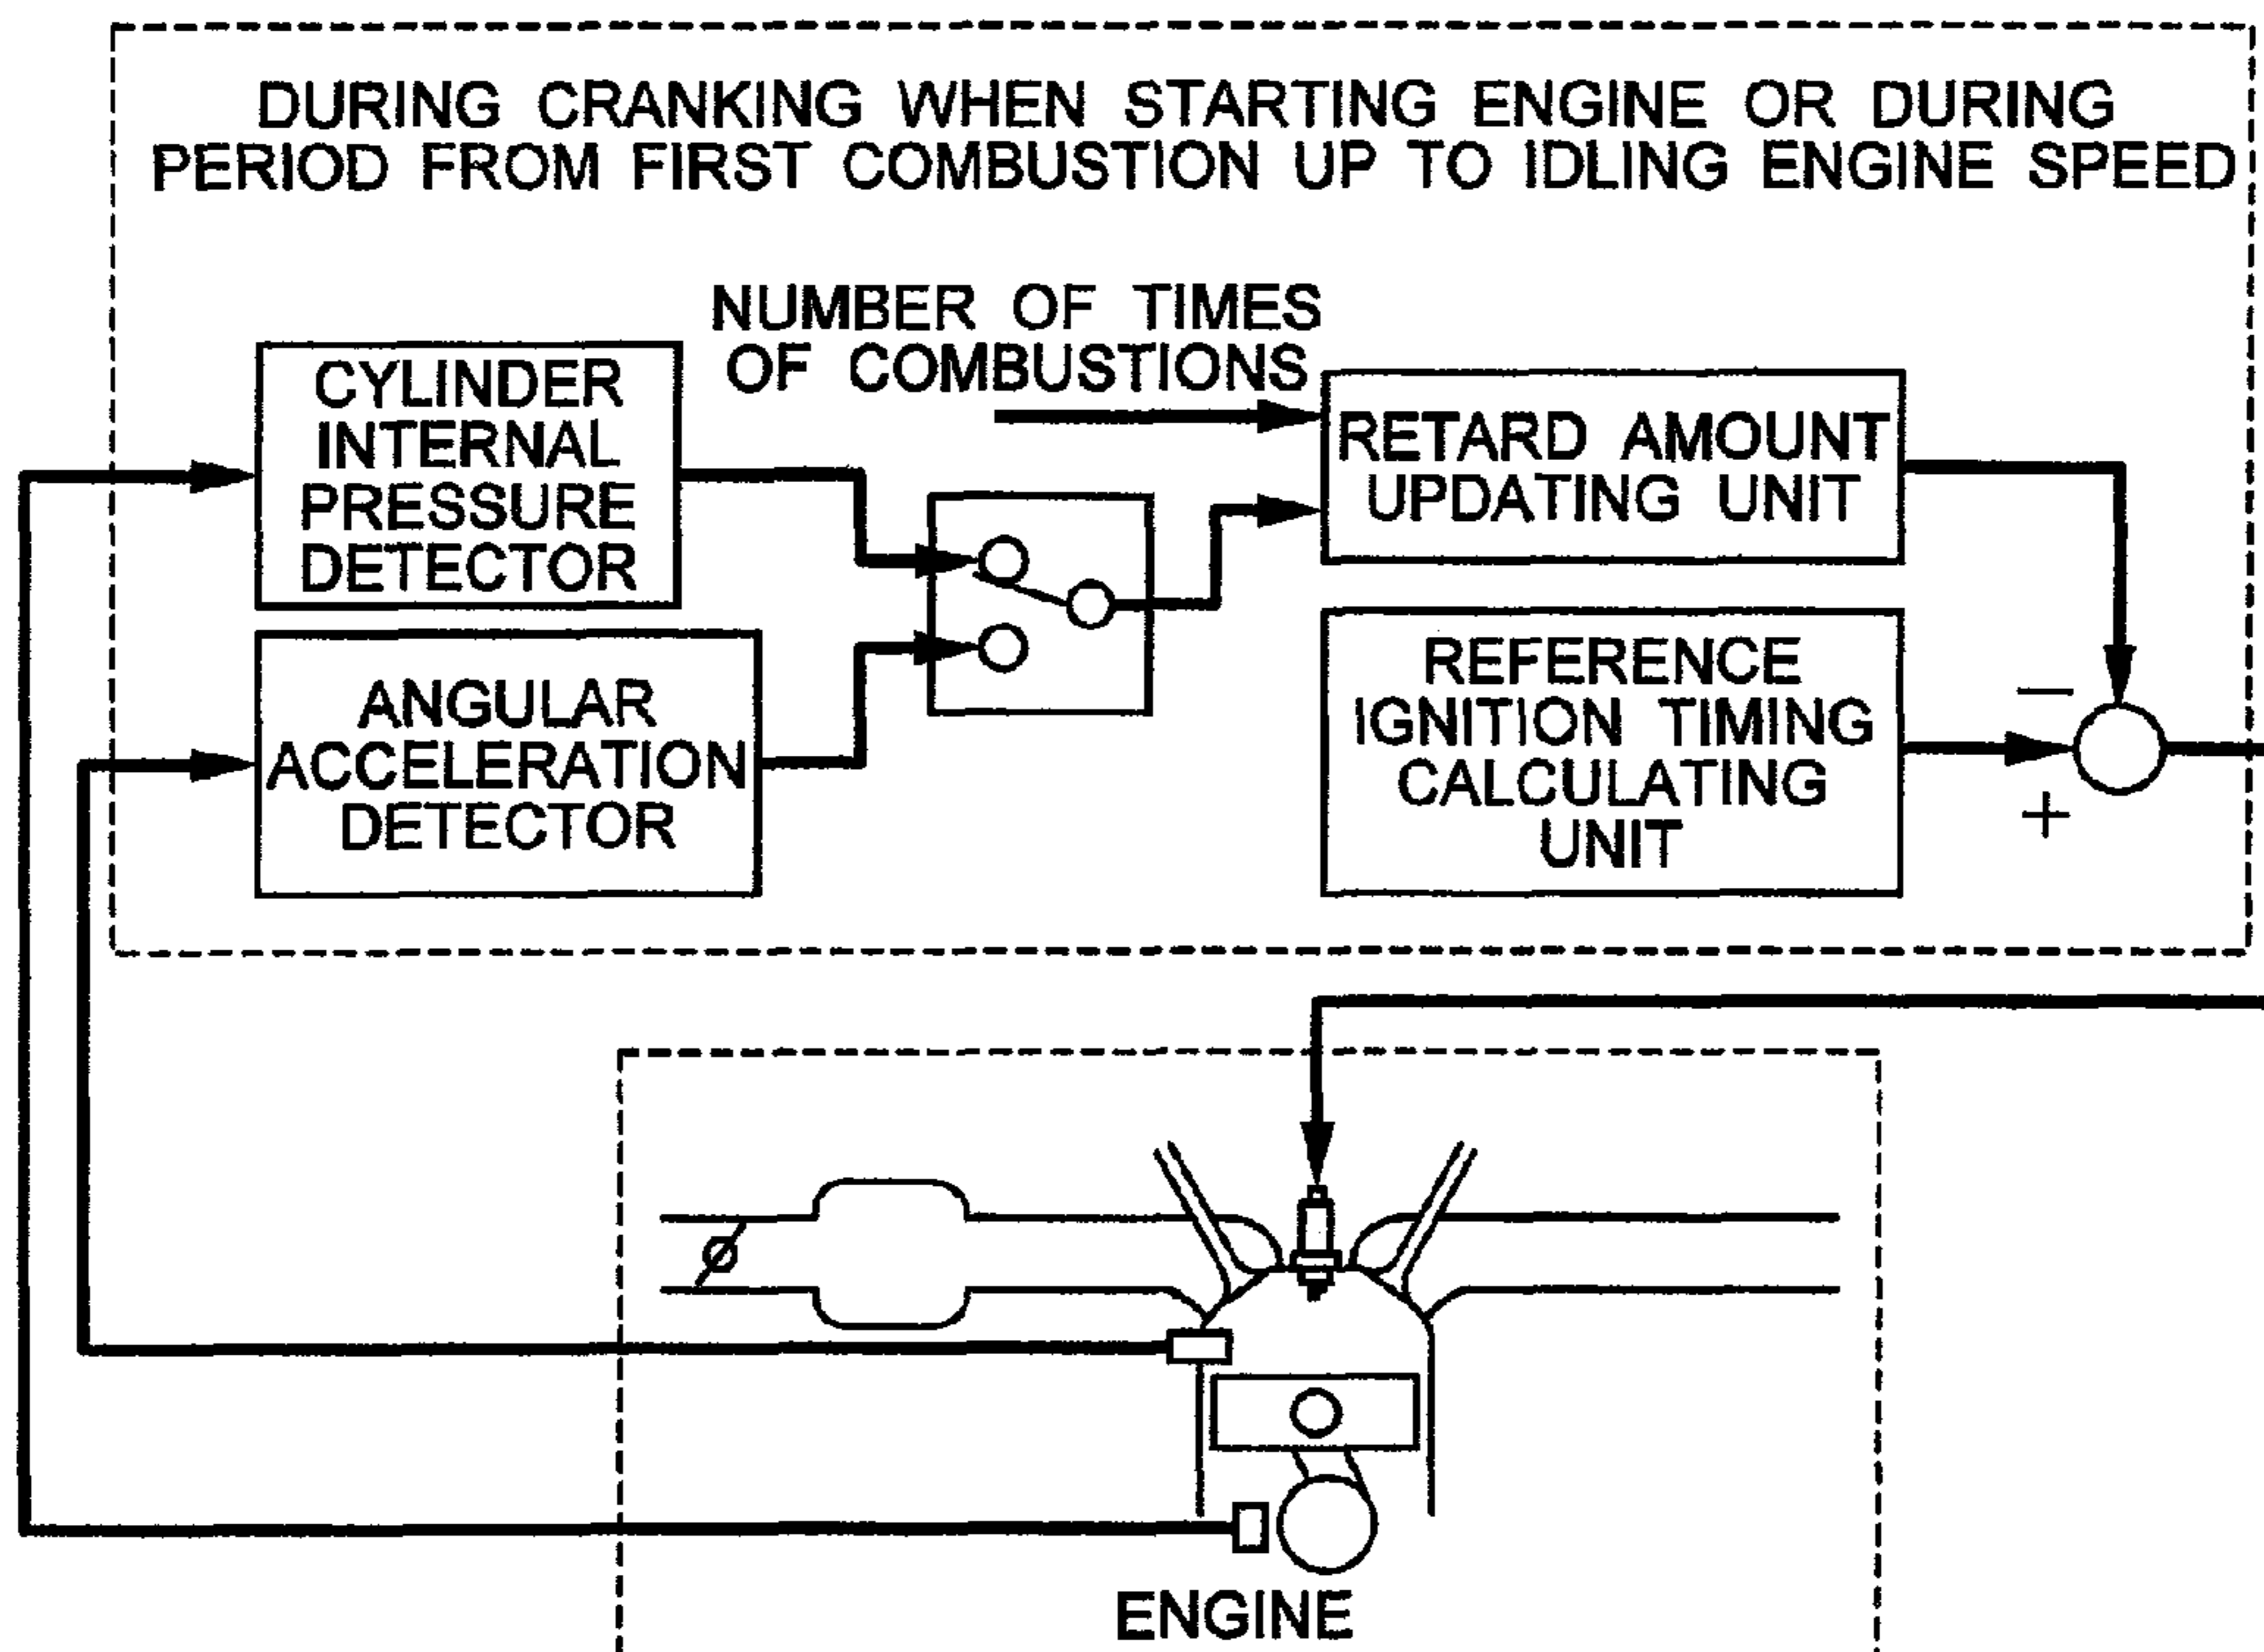 DURING CRANKING WHEN STARTING ENGINE OR DURING
PERIOD FROM FIRST COMBUSTION UP TO IDLING ENGINE SPEED
NUMBER OF TIMES
OF COMBUSTIONS
CYLINDER
INTERNAL
PRESSURE
DETECTOR
RETARD AMOUNT
UPDATING UNIT
ANGULAR
ACCELERATION
DETECTOR
REFERENCE
IGNITION TIMING
CALCULATING
UNIT
−
+
ENGINE